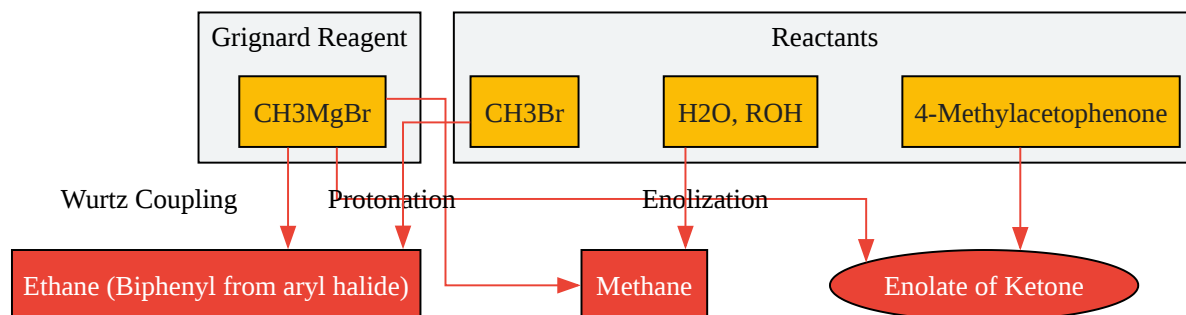 Grignard Reagent
Reactants
CH3MgBr
CH3Br
H2O, ROH
4-Methylacetophenone
Wurtz Coupling
Protonation
Enolization
Ethane (Biphenyl from aryl halide)
Methane
Enolate of Ketone